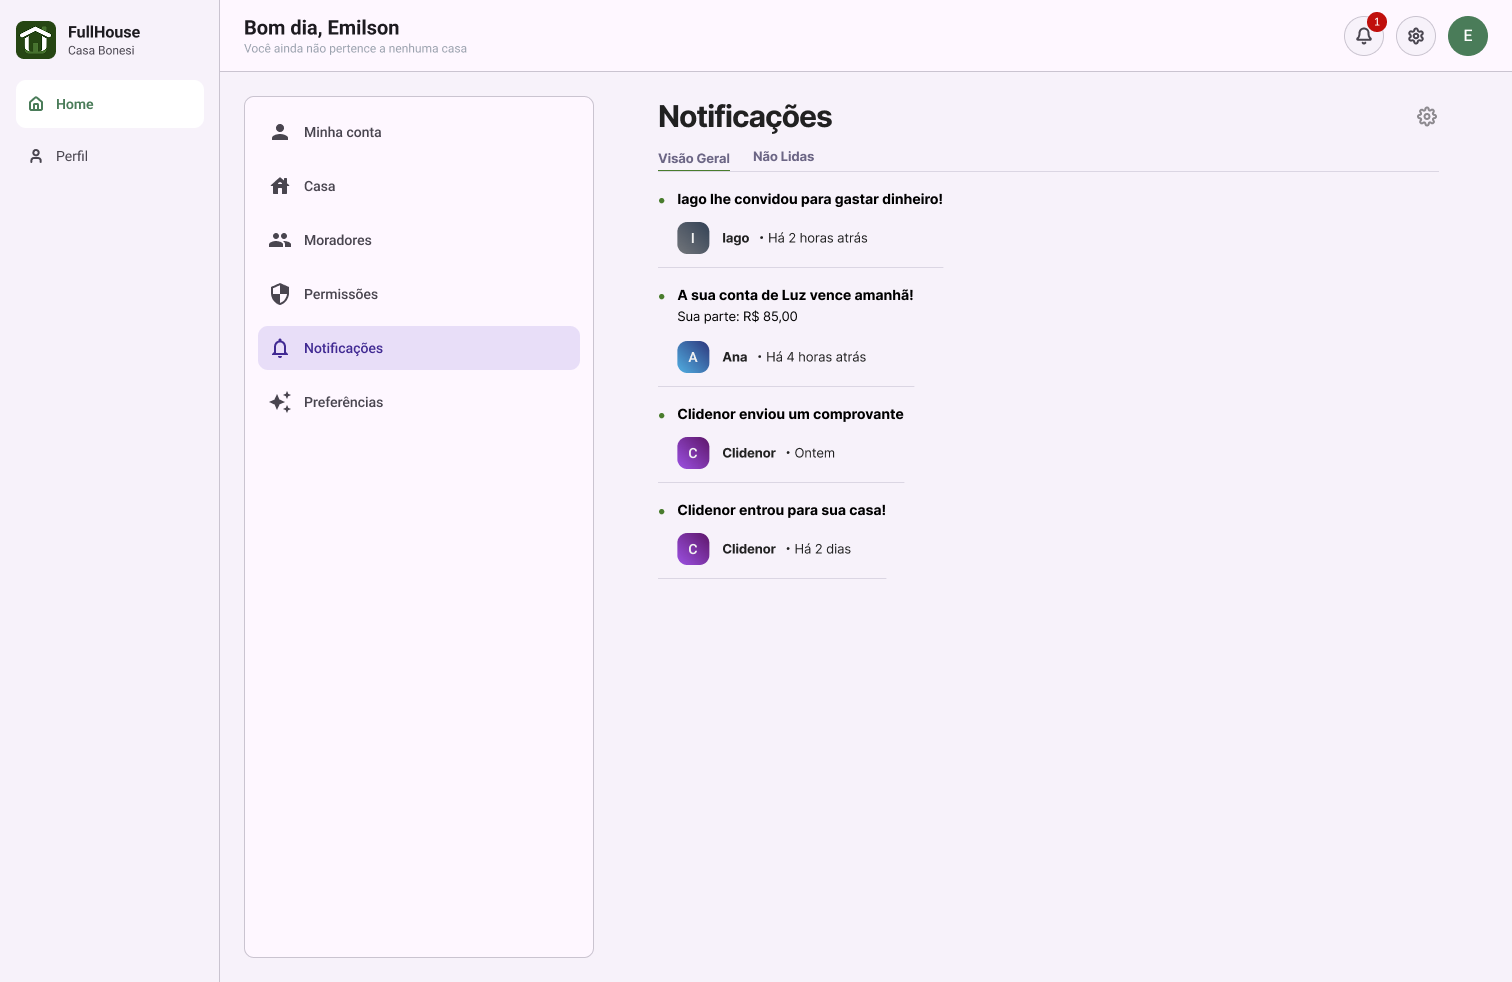 FullHouse
Casa Bonesi
Home
Perfil
Bom dia, Emilson
Você ainda não pertence a nenhuma casa
1
E
Minha conta
Casa
Moradores
Permissões
Notificações
Preferências
Notificações
Visão Geral
Não Lidas
Iago lhe convidou para gastar dinheiro!
I
Iago • Há 2 horas atrás
A sua conta de Luz vence amanhã!
Sua parte: R$ 85,00
A
Ana • Há 4 horas atrás
Clidenor enviou um comprovante
C
Clidenor • Ontem
Clidenor entrou para sua casa!
C
Clidenor • Há 2 dias